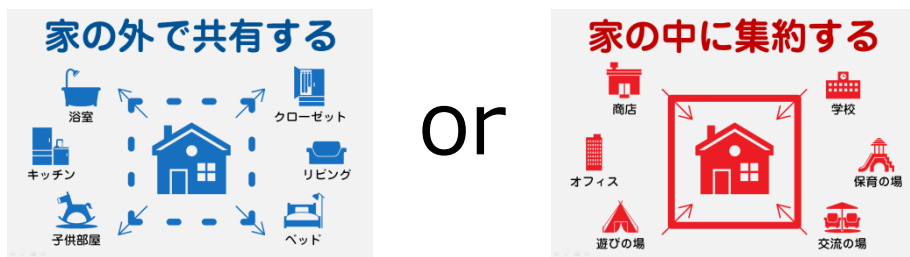 家の外で共有する
浴室
クローゼット
キッチン
リビング
子供部屋
ベッド
or
家の中に集約する
商店
学校
オフィス
保育の場
遊びの場
交流の場